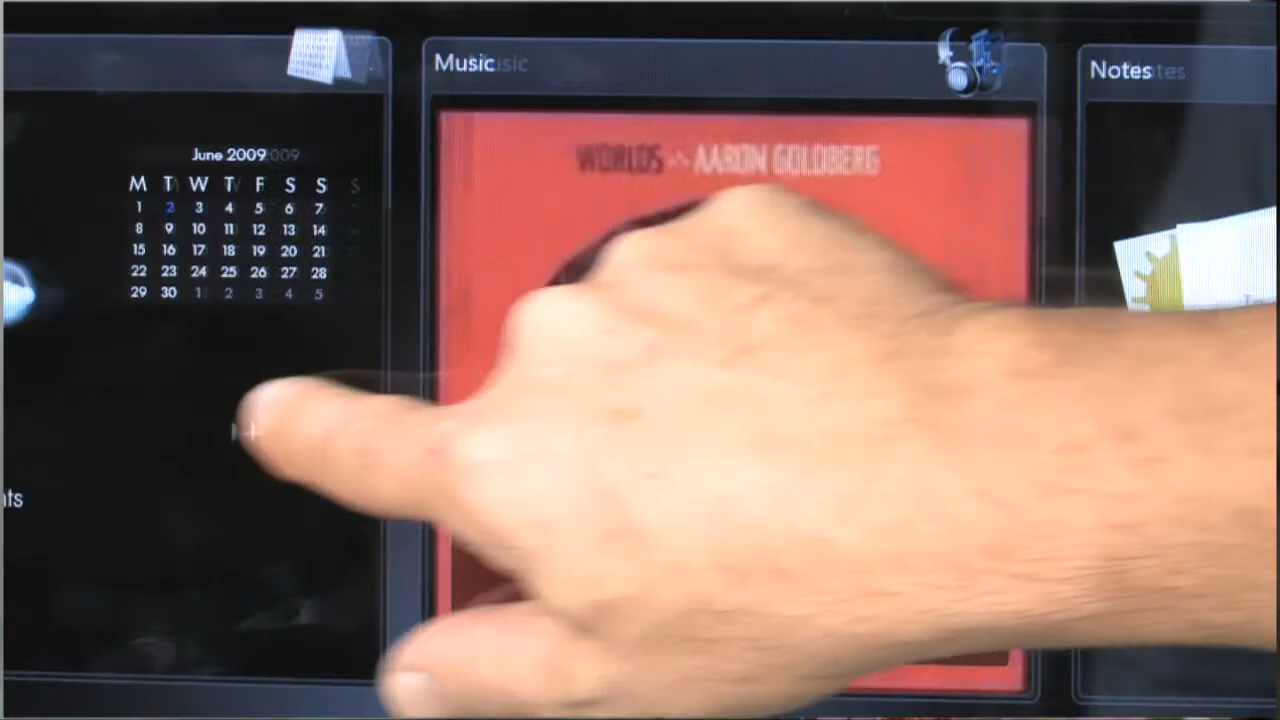 Music
Notes
June 2009
M T W T F S S
1 2 3 4 5 6 7
8 9 10 11 12 13 14
15 16 17 18 19 20 21
22 23 24 25 26 27 28
29 30 1 2 3 4 5
WORLDS AARON GOLDBERG
nts